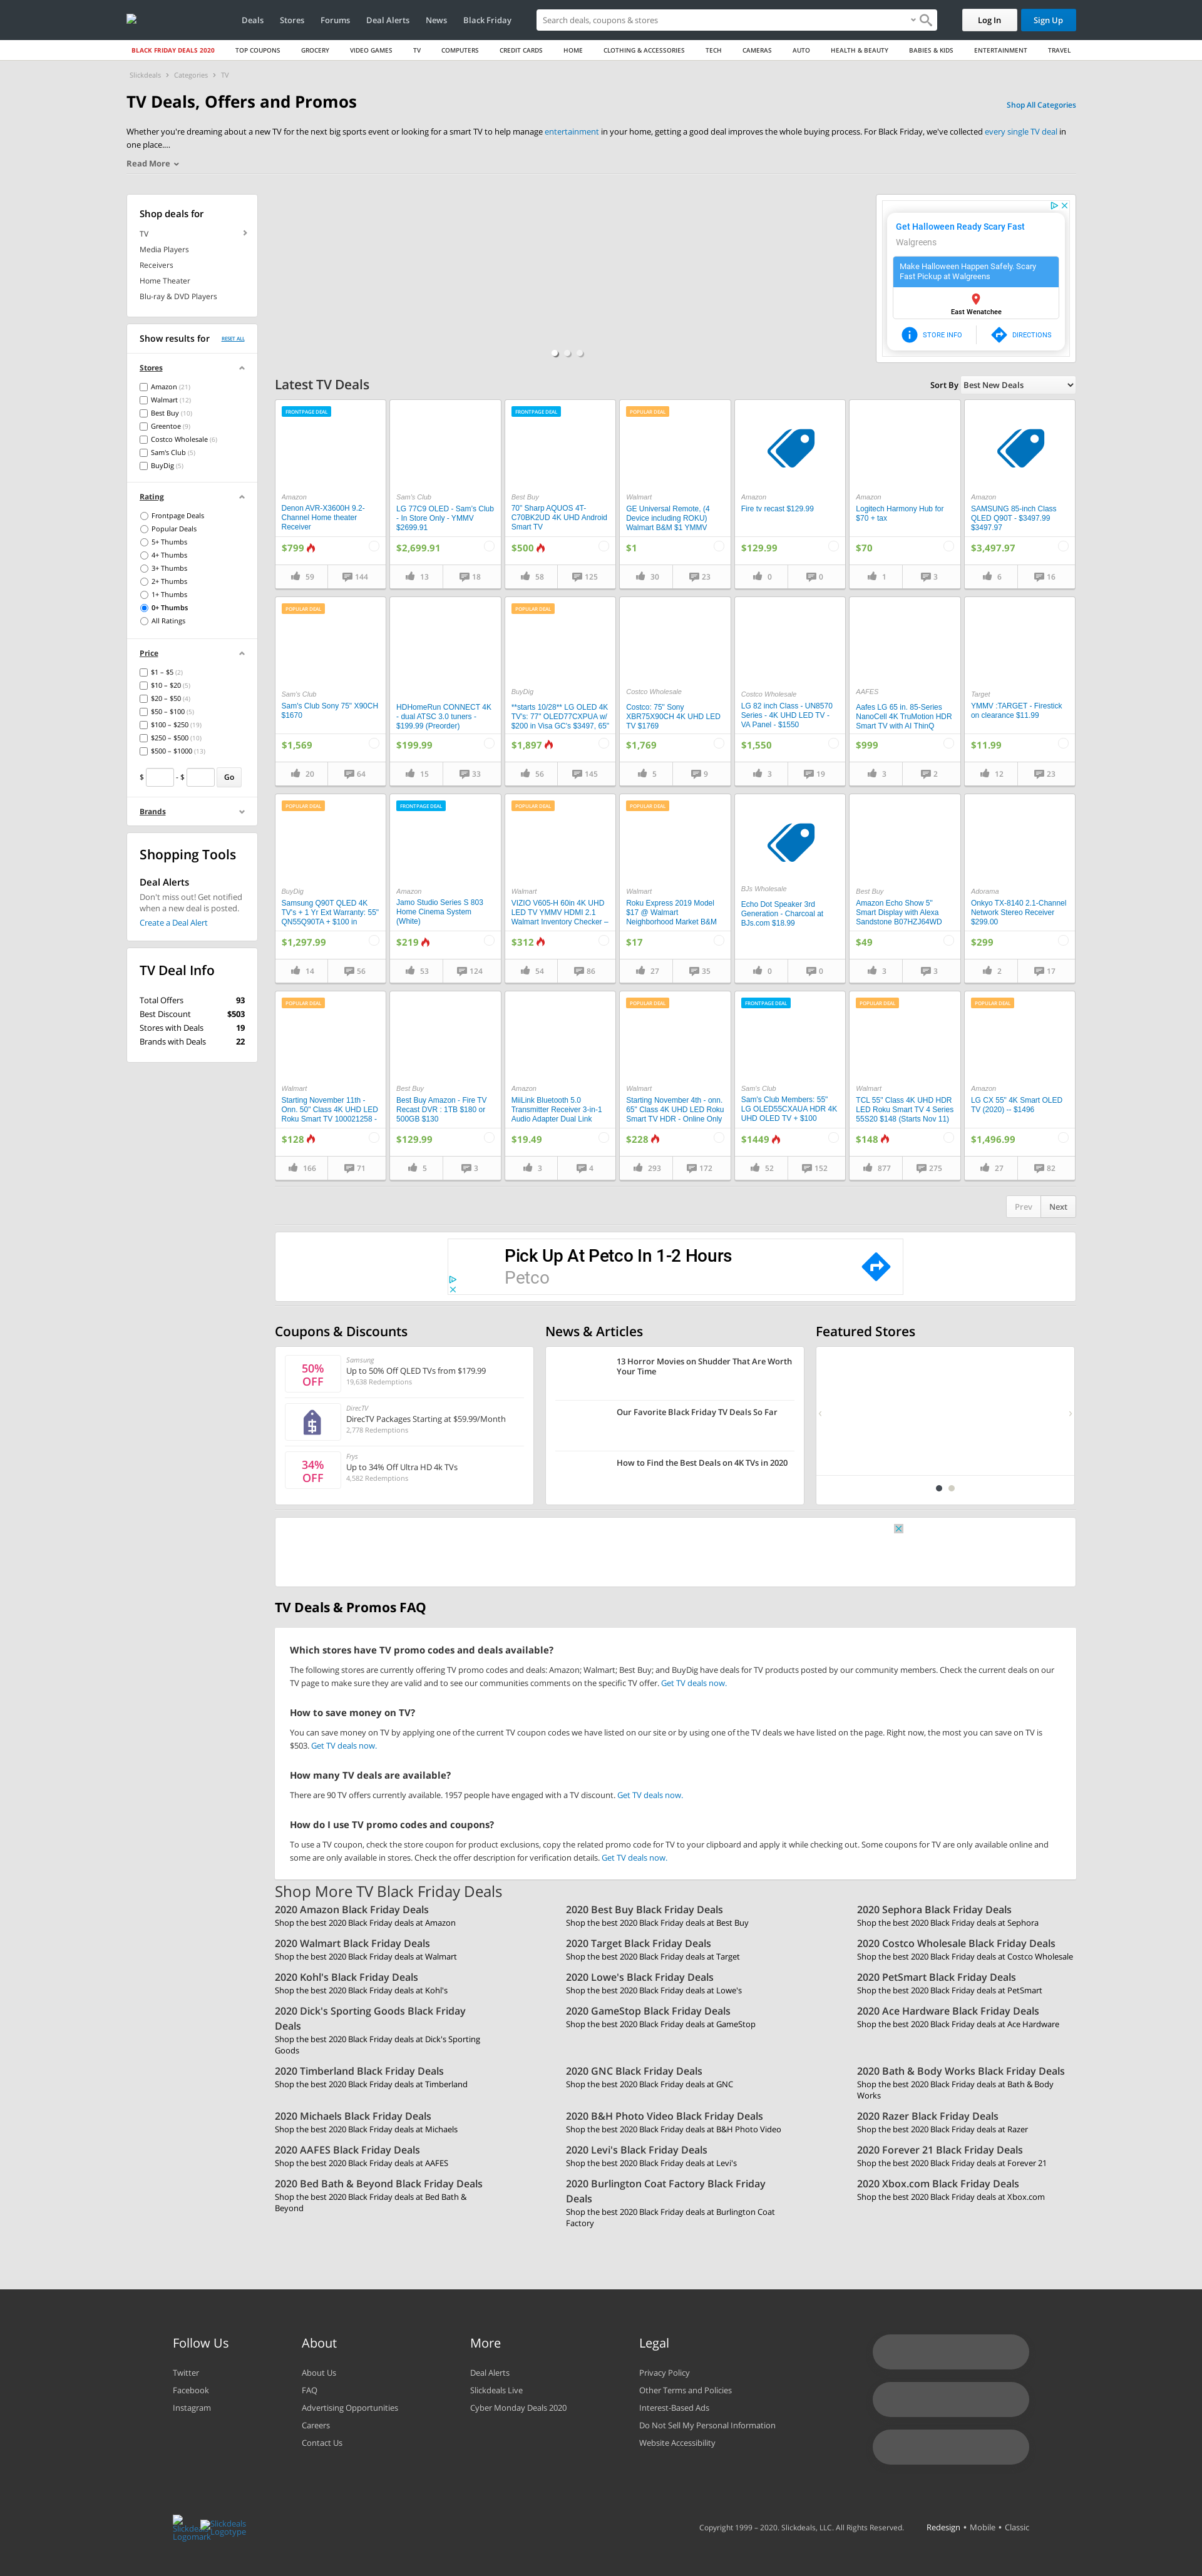 Deals Stores Forums Deal Alerts News Black Friday
Search deals, coupons & stores
Log In
Sign Up
BLACK FRIDAY DEALS 2020 TOP COUPONS GROCERY VIDEO GAMES TV COMPUTERS CREDIT CARDS HOME CLOTHING & ACCESSORIES TECH CAMERAS AUTO HEALTH & BEAUTY BABIES & KIDS ENTERTAINMENT TRAVEL
Slickdeals › Categories › TV
TV Deals, Offers and Promos
Shop All Categories
Whether you're dreaming about a new TV for the next big sports event or looking for a smart TV to help manage entertainment in your home, getting a good deal improves the whole buying process. For Black Friday, we've collected every single TV deal in
one place....
Read More
Shop deals for
TV
Media Players
Receivers
Home Theater
Blu-ray & DVD Players
Show results for
RESET ALL
Stores
Amazon (21)
Walmart (12)
Best Buy (10)
Greentoe (9)
Costco Wholesale (6)
Sam's Club (5)
BuyDig (5)
Rating
Frontpage Deals
Popular Deals
5+ Thumbs
4+ Thumbs
3+ Thumbs
2+ Thumbs
1+ Thumbs
0+ Thumbs
All Ratings
Price
$1 – $5 (2)
$10 – $20 (5)
$20 – $50 (4)
$50 – $100 (5)
$100 – $250 (19)
$250 – $500 (10)
$500 – $1000 (13)
$ - $ Go
Brands
Shopping Tools
Deal Alerts
Don't miss out! Get notified
when a new deal is posted.
Create a Deal Alert
TV Deal Info
Total Offers 93
Best Discount $503
Stores with Deals 19
Brands with Deals 22
Get Halloween Ready Scary Fast
Walgreens
Make Halloween Happen Safely. Scary
Fast Pickup at Walgreens
East Wenatchee
STORE INFO
DIRECTIONS
Latest TV Deals
Sort By Best New Deals
FRONTPAGE DEAL
Amazon
Denon AVR-X3600H 9.2-
Channel Home theater
Receiver
$799
59 144
Sam's Club
LG 77C9 OLED - Sam's Club
- In Store Only - YMMV
$2699.91
$2,699.91
13 18
FRONTPAGE DEAL
Best Buy
70" Sharp AQUOS 4T-
C70BK2UD 4K UHD Android
Smart TV
$500
58 125
POPULAR DEAL
Walmart
GE Universal Remote, (4
Device including ROKU)
Walmart B&M $1 YMMV
$1
30 23
Amazon
Fire tv recast $129.99
$129.99
0 0
Amazon
Logitech Harmony Hub for
$70 + tax
$70
1 3
Amazon
SAMSUNG 85-inch Class
QLED Q90T - $3497.99
$3497.97
$3,497.97
6 16
POPULAR DEAL
Sam's Club
Sam's Club Sony 75" X90CH
$1670
$1,569
20 64
HDHomeRun CONNECT 4K
- dual ATSC 3.0 tuners -
$199.99 (Preorder)
$199.99
15 33
POPULAR DEAL
BuyDig
**starts 10/28** LG OLED 4K
TV's: 77" OLED77CXPUA w/
$200 in Visa GC's $3497, 65"
$1,897
56 145
Costco Wholesale
Costco: 75" Sony
XBR75X90CH 4K UHD LED
TV $1769
$1,769
5 9
Costco Wholesale
LG 82 inch Class - UN8570
Series - 4K UHD LED TV -
VA Panel - $1550
$1,550
3 19
AAFES
Aafes LG 65 in. 85-Series
NanoCell 4K TruMotion HDR
Smart TV with AI ThinQ
$999
3 2
Target
YMMV :TARGET - Firestick
on clearance $11.99
$11.99
12 23
POPULAR DEAL
BuyDig
Samsung Q90T QLED 4K
TV's + 1 Yr Ext Warranty: 55"
QN55Q90TA + $100 in
$1,297.99
14 56
FRONTPAGE DEAL
Amazon
Jamo Studio Series S 803
Home Cinema System
(White)
$219
53 124
POPULAR DEAL
Walmart
VIZIO V605-H 60in 4K UHD
LED TV YMMV HDMI 2.1
Walmart Inventory Checker --
$312
54 86
POPULAR DEAL
Walmart
Roku Express 2019 Model
$17 @ Walmart
Neighborhood Market B&M
$17
27 35
BJs Wholesale
Echo Dot Speaker 3rd
Generation - Charcoal at
BJs.com $18.99
0 0
Best Buy
Amazon Echo Show 5"
Smart Display with Alexa
Sandstone B07HZJ64WD
$49
3 3
Adorama
Onkyo TX-8140 2.1-Channel
Network Stereo Receiver
$299.00
$299
2 17
POPULAR DEAL
Walmart
Starting November 11th -
Onn. 50" Class 4K UHD LED
Roku Smart TV 100021258 -
$128
166 71
Best Buy
Best Buy Amazon - Fire TV
Recast DVR : 1TB $180 or
500GB $130
$129.99
5 3
Amazon
MiiLink Bluetooth 5.0
Transmitter Receiver 3-in-1
Audio Adapter Dual Link
$19.49
3 4
POPULAR DEAL
Walmart
Starting November 4th - onn.
65" Class 4K UHD LED Roku
Smart TV HDR - Online Only
$228
293 172
FRONTPAGE DEAL
Sam's Club
Sam's Club Members: 55"
LG OLED55CXAUA HDR 4K
UHD OLED TV + $100
$1449
52 152
POPULAR DEAL
Walmart
TCL 55" Class 4K UHD HDR
LED Roku Smart TV 4 Series
55S20 $148 (Starts Nov 11)
$148
877 275
POPULAR DEAL
Amazon
LG CX 55" 4K Smart OLED
TV (2020) -- $1496
$1,496.99
27 82
Prev Next
Pick Up At Petco In 1-2 Hours
Petco
Coupons & Discounts
50%
OFF
Samsung
Up to 50% Off QLED TVs from $179.99
19,638 Redemptions
DirecTV
DirecTV Packages Starting at $59.99/Month
2,778 Redemptions
34%
OFF
Frys
Up to 34% Off Ultra HD 4k TVs
4,582 Redemptions
News & Articles
13 Horror Movies on Shudder That Are Worth
Your Time
Our Favorite Black Friday TV Deals So Far
How to Find the Best Deals on 4K TVs in 2020
Featured Stores
TV Deals & Promos FAQ
Which stores have TV promo codes and deals available?
The following stores are currently offering TV promo codes and deals: Amazon; Walmart; Best Buy; and BuyDig have deals for TV products posted by our community members. Check the current deals on our
TV page to make sure they are valid and to see our communities comments on the specific TV offer. Get TV deals now.
How to save money on TV?
You can save money on TV by applying one of the current TV coupon codes we have listed on our site or by using one of the TV deals we have listed on the page. Right now, the most you can save on TV is
$503. Get TV deals now.
How many TV deals are available?
There are 90 TV offers currently available. 1957 people have engaged with a TV discount. Get TV deals now.
How do I use TV promo codes and coupons?
To use a TV coupon, check the store coupon for product exclusions, copy the related promo code for TV to your clipboard and apply it while checking out. Some coupons for TV are only available online and
some are only available in stores. Check the offer description for verification details. Get TV deals now.
Shop More TV Black Friday Deals
2020 Amazon Black Friday Deals
Shop the best 2020 Black Friday deals at Amazon
2020 Best Buy Black Friday Deals
Shop the best 2020 Black Friday deals at Best Buy
2020 Sephora Black Friday Deals
Shop the best 2020 Black Friday deals at Sephora
2020 Walmart Black Friday Deals
Shop the best 2020 Black Friday deals at Walmart
2020 Target Black Friday Deals
Shop the best 2020 Black Friday deals at Target
2020 Costco Wholesale Black Friday Deals
Shop the best 2020 Black Friday deals at Costco Wholesale
2020 Kohl's Black Friday Deals
Shop the best 2020 Black Friday deals at Kohl's
2020 Lowe's Black Friday Deals
Shop the best 2020 Black Friday deals at Lowe's
2020 PetSmart Black Friday Deals
Shop the best 2020 Black Friday deals at PetSmart
2020 Dick's Sporting Goods Black Friday
Deals
Shop the best 2020 Black Friday deals at Dick's Sporting
Goods
2020 GameStop Black Friday Deals
Shop the best 2020 Black Friday deals at GameStop
2020 Ace Hardware Black Friday Deals
Shop the best 2020 Black Friday deals at Ace Hardware
2020 Timberland Black Friday Deals
Shop the best 2020 Black Friday deals at Timberland
2020 GNC Black Friday Deals
Shop the best 2020 Black Friday deals at GNC
2020 Bath & Body Works Black Friday Deals
Shop the best 2020 Black Friday deals at Bath & Body
Works
2020 Michaels Black Friday Deals
Shop the best 2020 Black Friday deals at Michaels
2020 B&H Photo Video Black Friday Deals
Shop the best 2020 Black Friday deals at B&H Photo Video
2020 Razer Black Friday Deals
Shop the best 2020 Black Friday deals at Razer
2020 AAFES Black Friday Deals
Shop the best 2020 Black Friday deals at AAFES
2020 Levi's Black Friday Deals
Shop the best 2020 Black Friday deals at Levi's
2020 Forever 21 Black Friday Deals
Shop the best 2020 Black Friday deals at Forever 21
2020 Bed Bath & Beyond Black Friday Deals
Shop the best 2020 Black Friday deals at Bed Bath &
Beyond
2020 Burlington Coat Factory Black Friday
Deals
Shop the best 2020 Black Friday deals at Burlington Coat
Factory
2020 Xbox.com Black Friday Deals
Shop the best 2020 Black Friday deals at Xbox.com
Follow Us
Twitter
Facebook
Instagram
About
About Us
FAQ
Advertising Opportunities
Careers
Contact Us
More
Deal Alerts
Slickdeals Live
Cyber Monday Deals 2020
Legal
Privacy Policy
Other Terms and Policies
Interest-Based Ads
Do Not Sell My Personal Information
Website Accessibility
Slickdeals
Logomark
Slickdeals
Logotype
Copyright 1999 – 2020. Slickdeals, LLC. All Rights Reserved.
Redesign • Mobile • Classic